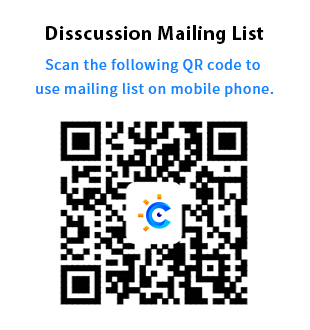 Disscussion Mailing List
Scan the following QR code to
use mailing list on mobile phone.